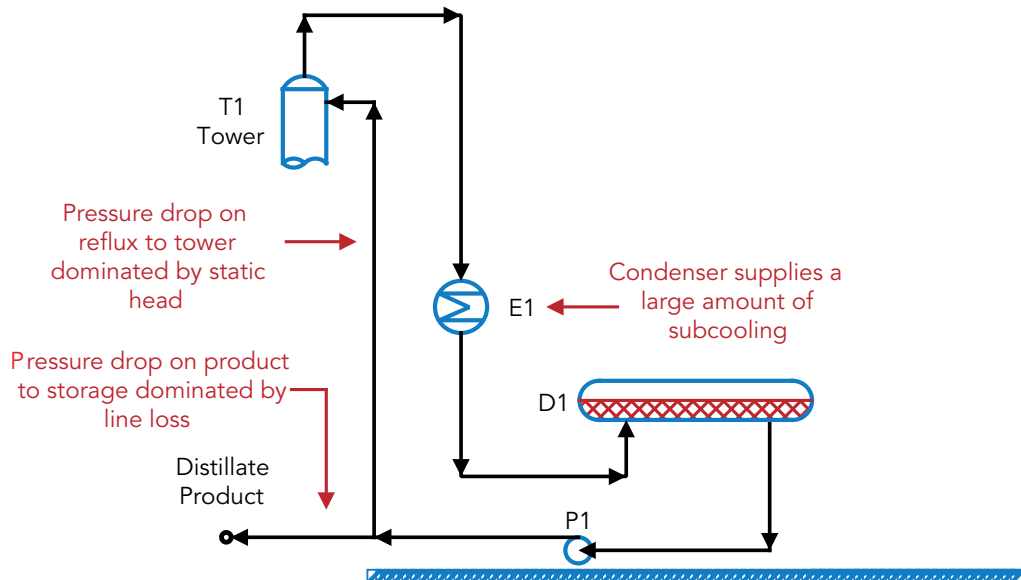 T1
Tower
Pressure drop on
reflux to tower
dominated by static
head
E1
Condenser supplies a
large amount of
subcooling
Pressure drop on product
to storage dominated by
line loss
D1
Distillate
Product
P1